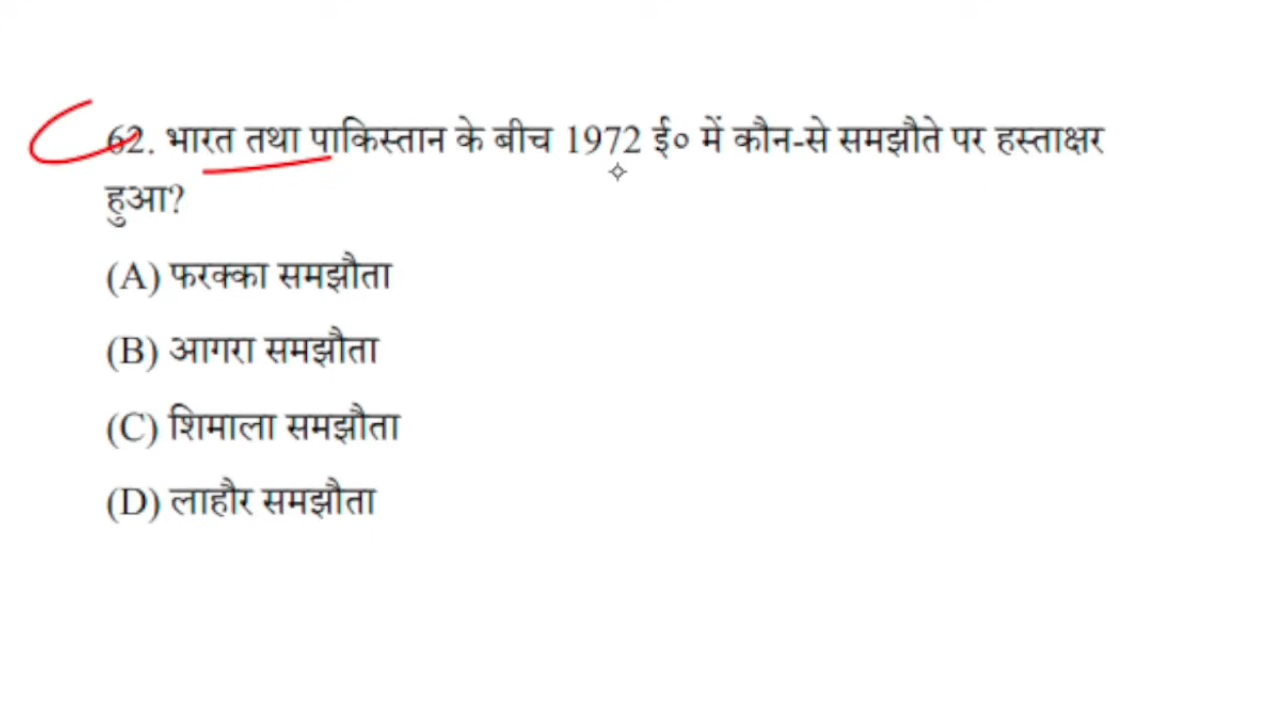 62. भारत तथा पाकिस्तान के बीच 1972 ई० में कौन-से समझौते पर हस्ताक्षर
हुआ?
(A) फरक्का समझौता
(B) आगरा समझौता
(C) शिमाला समझौता
(D) लाहौर समझौता